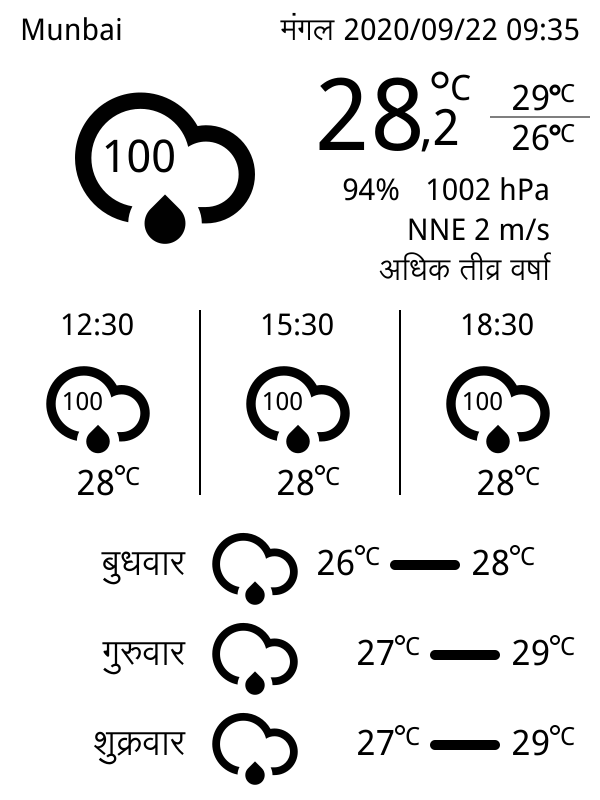 Munbai मंगल 2020/09/22 09:35
100 28,2°C 29°C
26°C
94% 1002 hPa
NNE 2 m/s
अधिक तीव्र वर्षा
12:30 15:30 18:30
100 100 100
28°C 28°C 28°C
बुधवार 26°C 28°C
गुरुवार 27°C 29°C
शुक्रवार 27°C 29°C